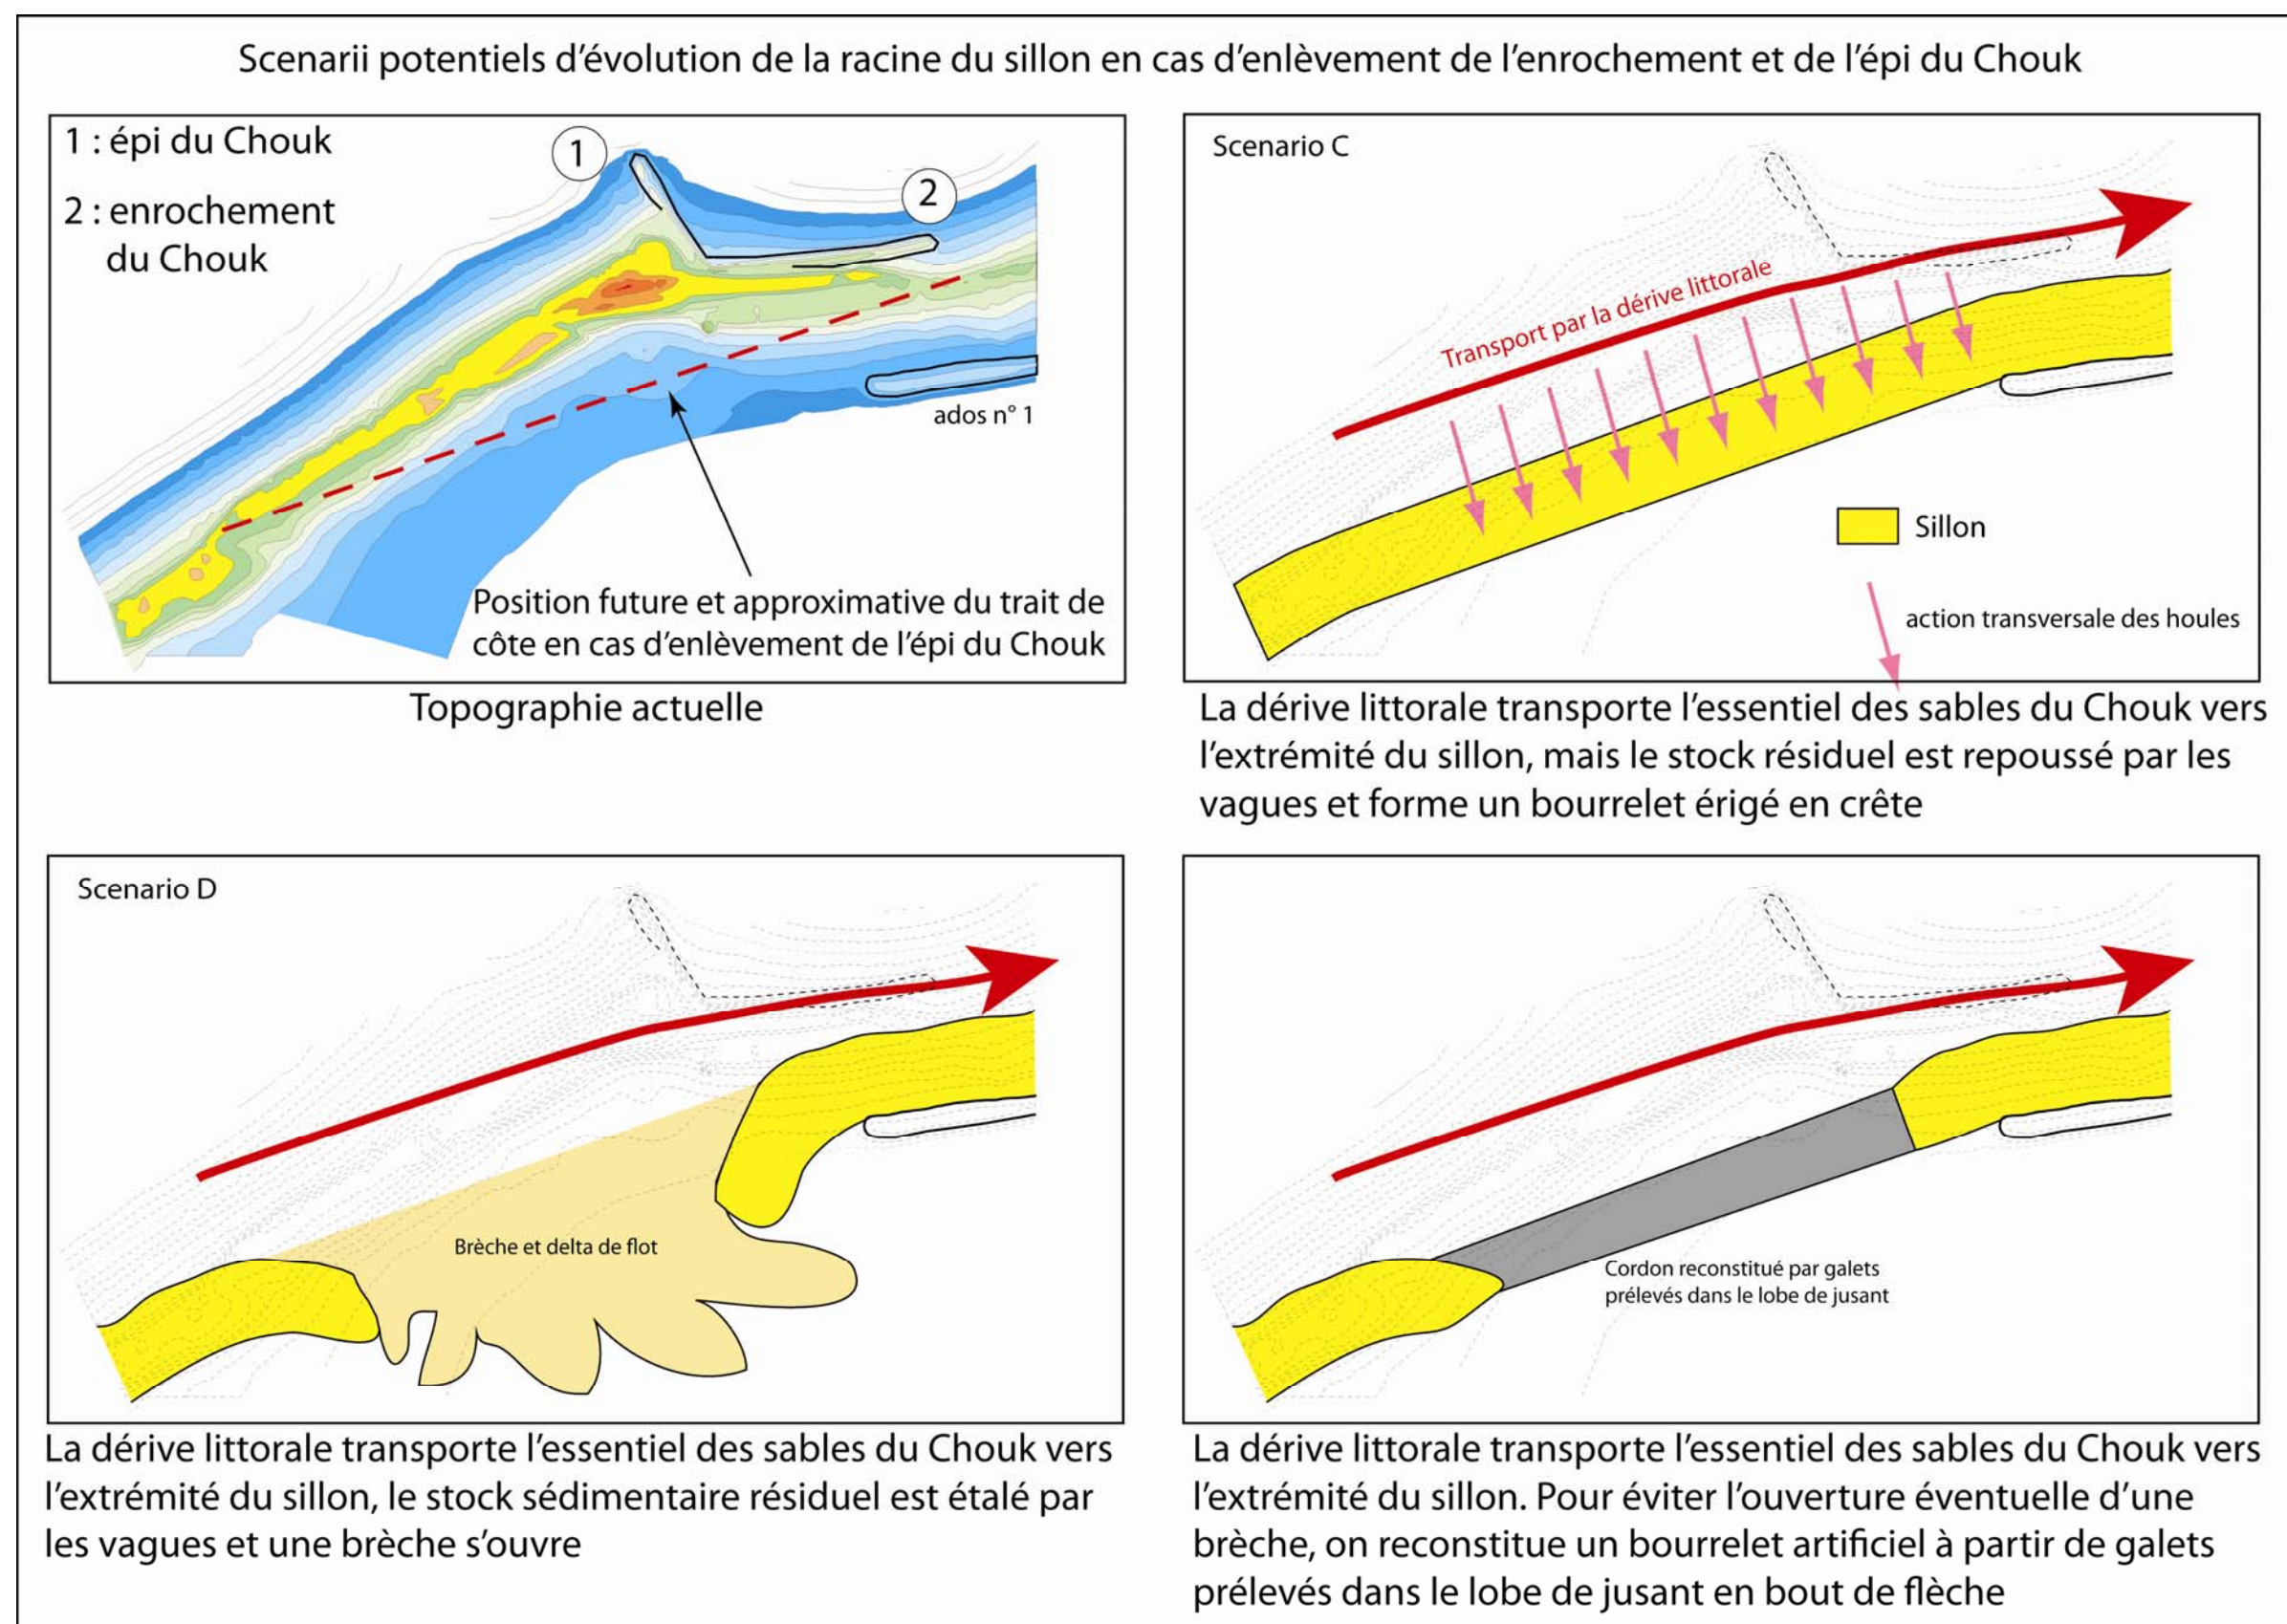 Scenarii potentiels d'évolution de la racine du sillon en cas d'enlèvement de l'enrochement et de l'épi du Chouk
1 : épi du Chouk
2 : enrochement
du Chouk
1
2
ados n° 1
Position future et approximative du trait de
côte en cas d'enlèvement de l'épi du Chouk
Topographie actuelle
Scenario C
Transport par la dérive littorale
Sillon
action transversale des houles
La dérive littorale transporte l'essentiel des sables du Chouk vers
l'extrémité du sillon, mais le stock résiduel est repoussé par les
vagues et forme un bourrelet érigé en crête
Scenario D
Brèche et delta de flot
La dérive littorale transporte l'essentiel des sables du Chouk vers
l'extrémité du sillon, le stock sédimentaire résiduel est étalé par
les vagues et une brèche s'ouvre
Cordon reconstitué par galets
prélevés dans le lobe de jusant
La dérive littorale transporte l'essentiel des sables du Chouk vers
l'extrémité du sillon. Pour éviter l'ouverture éventuelle d'une
brèche, on reconstitue un bourrelet artificiel à partir de galets
prélevés dans le lobe de jusant en bout de flèche